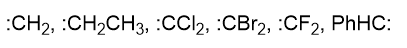 :CH₂, :CH₂CH₃, :CCl₂, :CBr₂, :CF₂, PhHC: